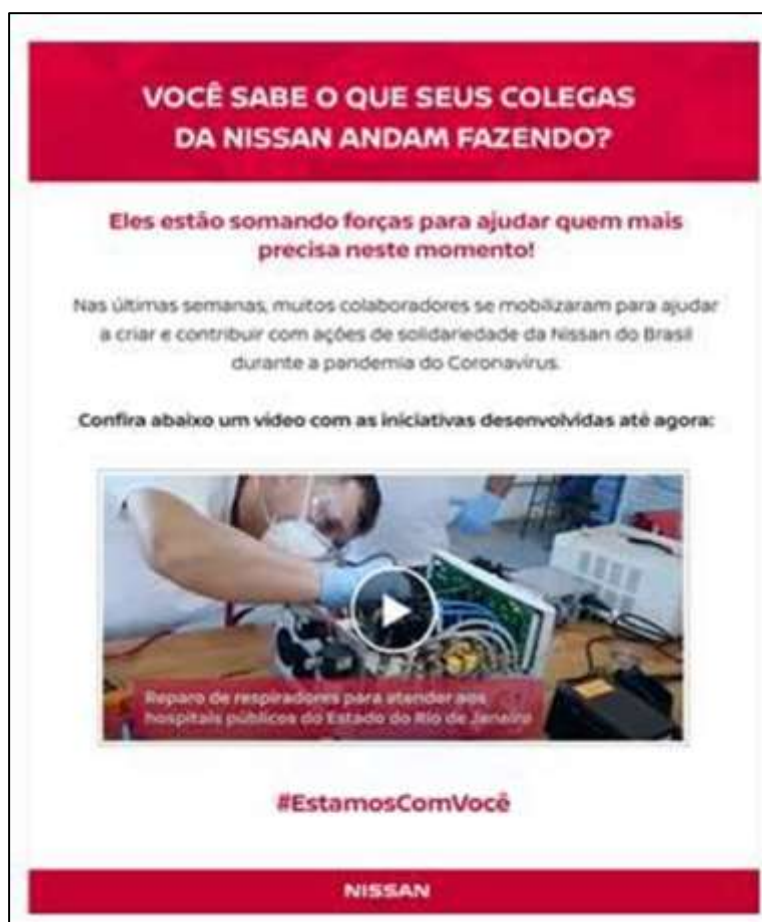 VOCÊ SABE O QUE SEUS COLEGAS
DA NISSAN ANDAM FAZENDO?
Eles estão somando forças para ajudar quem mais
precisa neste momento!
Nas últimas semanas, muitos colaboradores se mobilizaram para ajudar
a criar e contribuir com ações de solidariedade da Nissan do Brasil
durante a pandemia do Coronavírus.
Confira abaixo um vídeo com as iniciativas desenvolvidas até agora:
Reparo de respiradores para atender aos
hospitais públicos do Estado do Rio de Janeiro
#EstamosComVocê
NISSAN